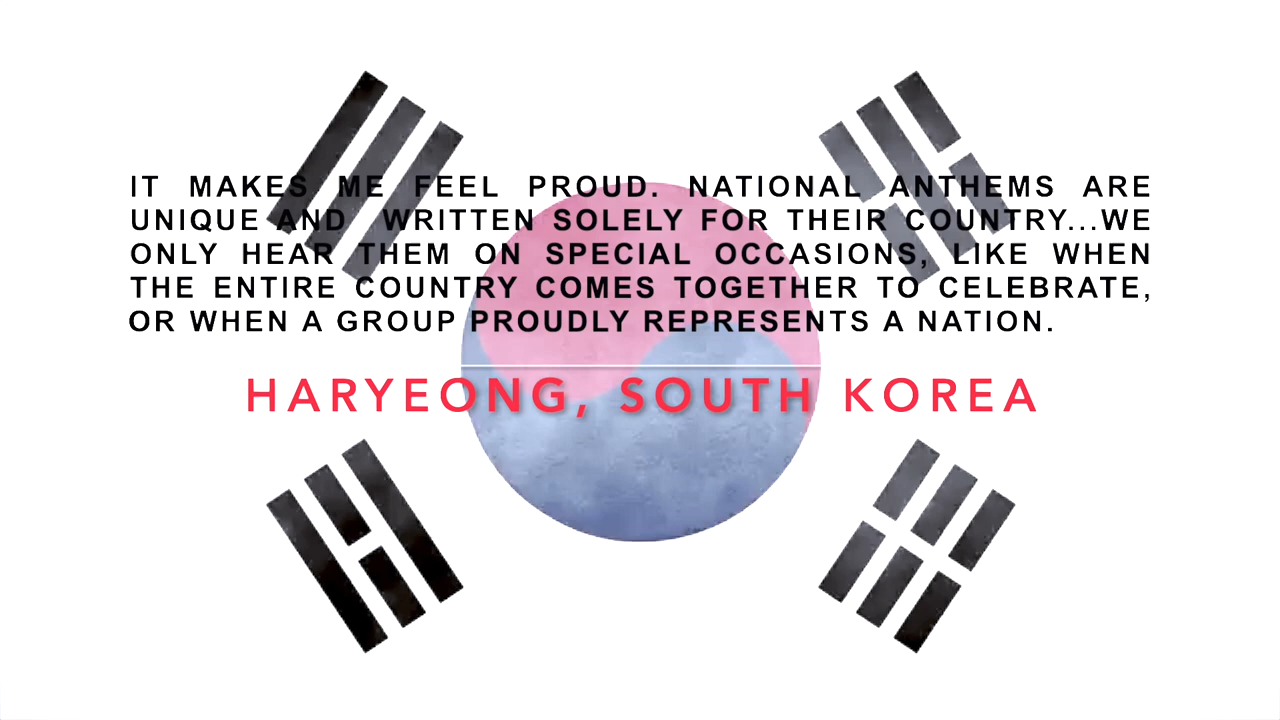 IT MAKES ME FEEL PROUD. NATIONAL ANTHEMS ARE
UNIQUE AND WRITTEN SOLELY FOR THEIR COUNTRY...WE
ONLY HEAR THEM ON SPECIAL OCCASIONS, LIKE WHEN
THE ENTIRE COUNTRY COMES TOGETHER TO CELEBRATE,
OR WHEN A GROUP PROUDLY REPRESENTS A NATION.
HARYEONG, SOUTH KOREA